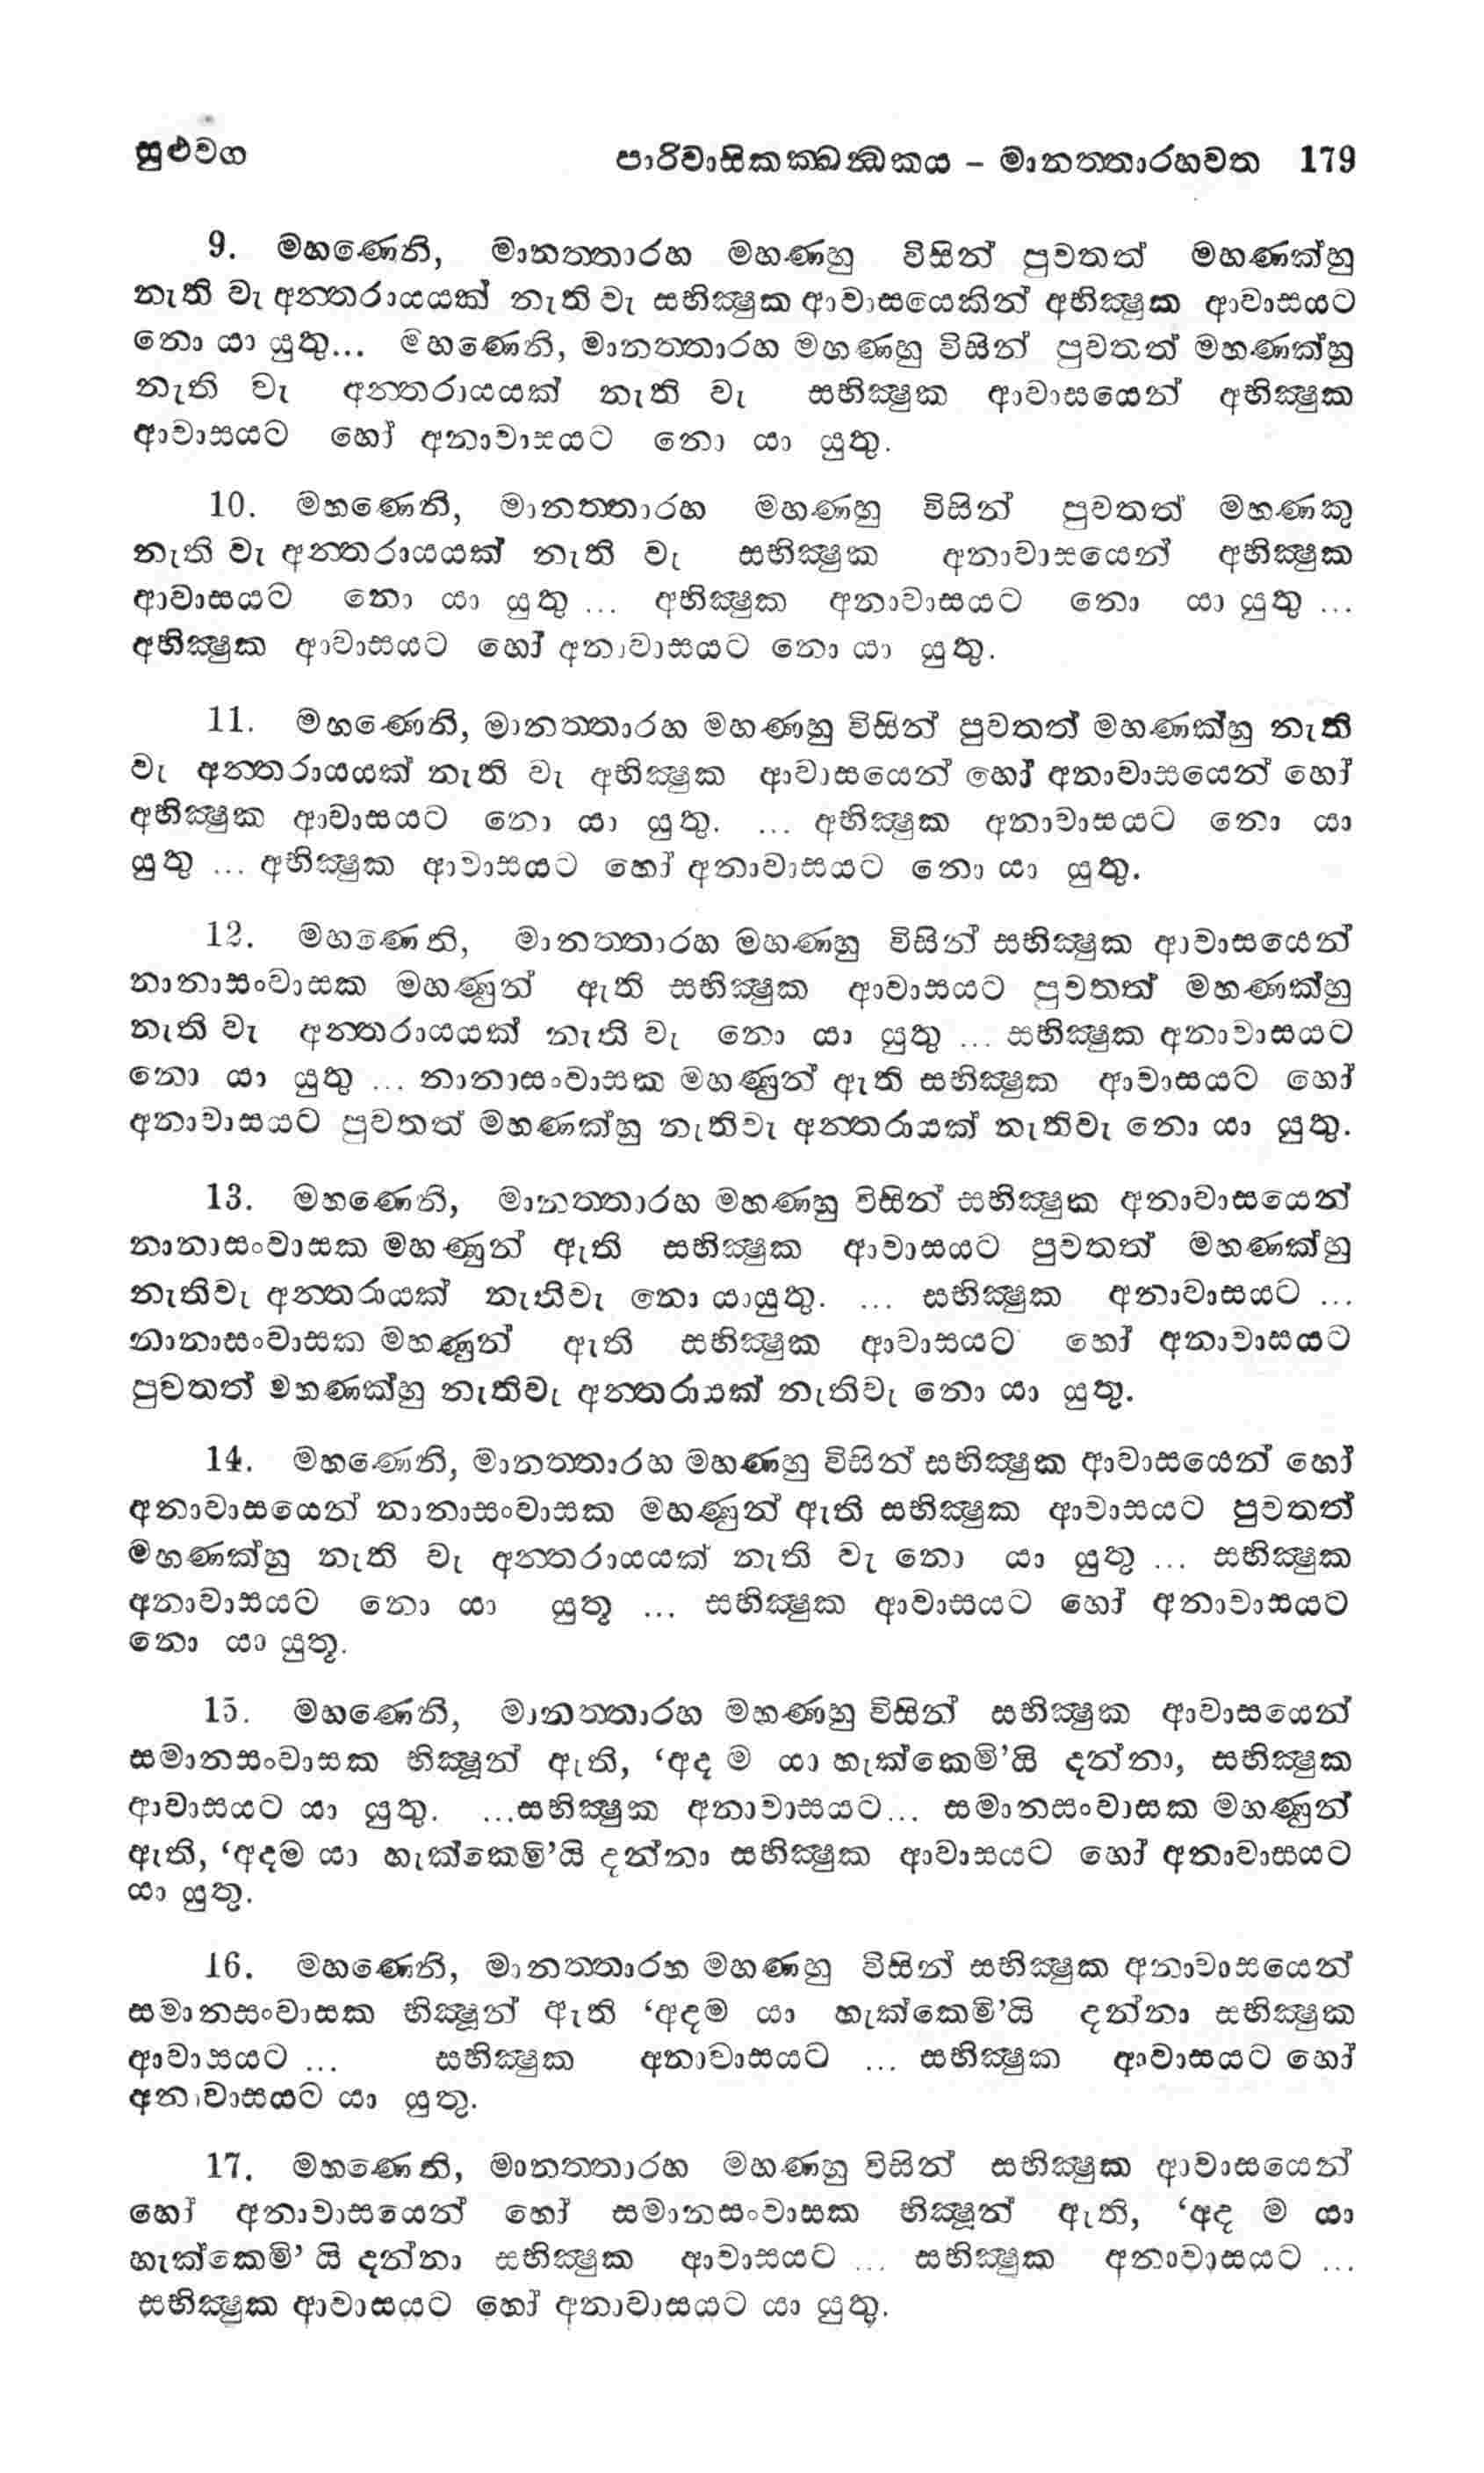 සුළුවග පාරිවාසිකක්ඛන්ධකය – මානත්තාරහවත 179
9. මහණෙනි, මානත්තාරහ මහණහු විසින් පුවතත් මහණක්හු
නැති වැ අන්තරායයක් නැති වැ සභික්ෂුක ආවාසයෙකින් අභික්ෂුක ආවාසයට
නො යා යුතු... මහණෙනි, මානත්තාරහ මහණහු විසින් පුවතත් මහණක්හු
නැති වැ අන්තරායයක් නැති වැ සභික්ෂුක ආවාසයෙන් අභික්ෂුක
ආවාසයට හෝ අනාවාසයට නො යා යුතු.
10. මහණෙනි, මානත්තාරහ මහණහු විසින් පුවතත් මහණකු
නැති වැ අන්තරායයක් නැති වැ සභික්ෂුක අනාවාසයෙන් අභික්ෂුක
ආවාසයට නො යා යුතු ... අභික්ෂුක අනාවාසයට නො යා යුතු ...
අභික්ෂුක ආවාසයට හෝ අනාවාසයට නො යා යුතු.
11. මහණෙනි, මානත්තාරහ මහණහු විසින් පුවතත් මහණක්හු නැති
වැ අන්තරායයක් නැති වැ අභික්ෂුක ආවාසයෙන් හෝ අනාවාසයෙන් හෝ
අභික්ෂුක ආවාසයට නො යා යුතු. ... අභික්ෂුක අනාවාසයට නො යා
යුතු ... අභික්ෂුක ආවාසයට හෝ අනාවාසයට නො යා යුතු.
12. මහණෙනි, මානත්තාරහ මහණහු විසින් සභික්ෂුක ආවාසයෙන්
නානාසංවාසක මහණුන් ඇති සභික්ෂුක ආවාසයට පුවතත් මහණක්හු
නැති වැ අන්තරායයක් නැති වැ නො යා යුතු ... සභික්ෂුක අනාවාසයට
නො යා යුතු ... නානාසංවාසක මහණුන් ඇති සභික්ෂුක ආවාසයට හෝ
අනාවාසයට පුවතත් මහණක්හු නැතිවැ අන්තරායක් නැතිවැ නො යා යුතු.
13. මහණෙනි, මානත්තාරහ මහණහු විසින් සභික්ෂුක අනාවාසයෙන්
නානාසංවාසක මහණුන් ඇති සභික්ෂුක ආවාසයට පුවතත් මහණක්හු
නැතිවැ අන්තරායක් නැතිවැ නො යායුතු. ... සභික්ෂුක අනාවාසයට ...
නානාසංවාසක මහණුන් ඇති සභික්ෂුක ආවාසයට හෝ අනාවාසයට
පුවතත් මහණක්හු නැතිවැ අන්තරායක් නැතිවැ නො යා යුතු.
14. මහණෙනි, මානත්තාරහ මහණහු විසින් සභික්ෂුක ආවාසයෙන් හෝ
අනාවාසයෙන් නානාසංවාසක මහණුන් ඇති සභික්ෂුක ආවාසයට පුවතත්
මහණක්හු නැති වැ අන්තරායයක් නැති වැ නො යා යුතු ... සභික්ෂුක
අනාවාසයට නො යා යුතු ... සභික්ෂුක ආවාසයට හෝ අනාවාසයට
නො යා යුතු.
15. මහණෙනි, මානත්තාරහ මහණහු විසින් සභික්ෂුක ආවාසයෙන්
සමානසංවාසක භික්ෂූන් ඇති, ‘අද ම යා හැක්කෙමි’යි දන්නා, සභික්ෂුක
ආවාසයට යා යුතු. ...සභික්ෂුක අනාවාසයට... සමානසංවාසක මහණුන්
ඇති, ‘අදම යා හැක්කෙමි’යි දන්නා සභික්ෂුක ආවාසයට හෝ අනාවාසයට
යා යුතු.
16. මහණෙනි, මානත්තාරහ මහණහු විසින් සභික්ෂුක අනාවාසයෙන්
සමානසංවාසක භික්ෂූන් ඇති ‘අදම යා හැක්කෙමි’යි දන්නා සභික්ෂුක
ආවාසයට ... සභික්ෂුක අනාවාසයට ... සභික්ෂුක ආවාසයට හෝ
අනාවාසයට යා යුතු.
17. මහණෙනි, මානත්තාරහ මහණහු විසින් සභික්ෂුක ආවාසයෙන්
හෝ අනාවාසයෙන් හෝ සමානසංවාසක භික්ෂූන් ඇති, ‘අද ම යා
හැක්කෙමි’ යි දන්නා සභික්ෂුක ආවාසයට ... සභික්ෂුක අනාවාසයට ...
සභික්ෂුක ආවාසයට හෝ අනාවාසයට යා යුතු.